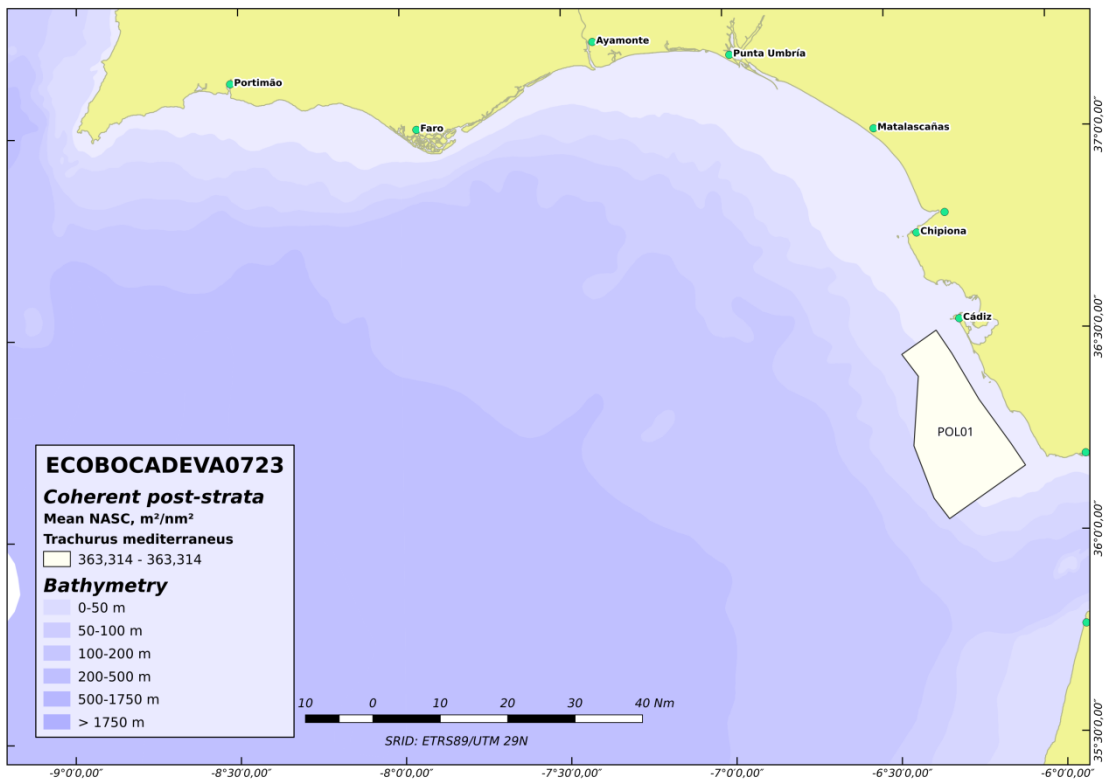 Ayamonte
Punta Umbría
Portimão
Faro
Matalascañas
Chipiona
Cádiz
POL01
37°0'0,00"
36°30'0,00"
36°0'0,00"
35°30'0,00"
ECOBOCADEVA0723
Coherent post-strata
Mean NASC, m²/nm²
Trachurus mediterraneus
363,314 - 363,314
Bathymetry
0-50 m
50-100 m
100-200 m
200-500 m
500-1750 m
> 1750 m
10 0 10 20 30 40 Nm
SRID: ETRS89/UTM 29N
-9°0'0,00" -8°30'0,00" -8°0'0,00" -7°30'0,00" -7°0'0,00" -6°30'0,00" -6°0'0,00"